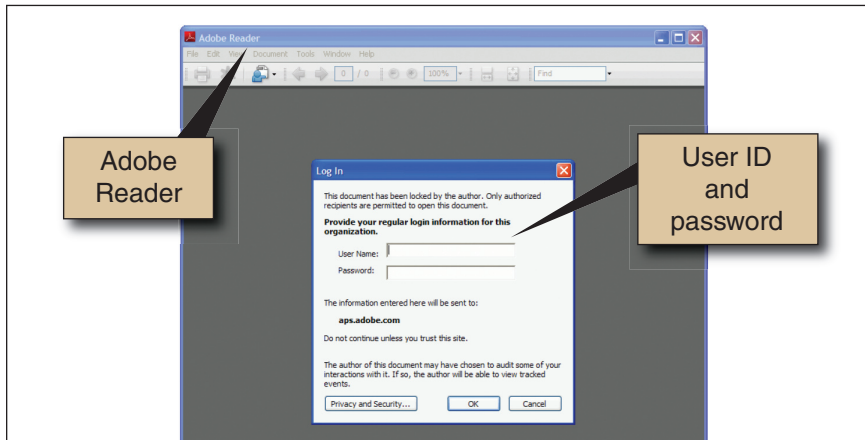 Adobe Reader
File Edit View Document Tools Window Help
0 / 0 100% Find
Adobe
Reader
User ID
and
password
Log In
This document has been locked by the author. Only authorized
recipients are permitted to open this document.
Provide your regular login information for this
organization.
User Name:
Password:
The information entered here will be sent to:
aps.adobe.com
Do not continue unless you trust this site.
The author of this document may have chosen to audit some of your
interactions with it. If so, the author will be able to view tracked
events.
Privacy and Security... OK Cancel